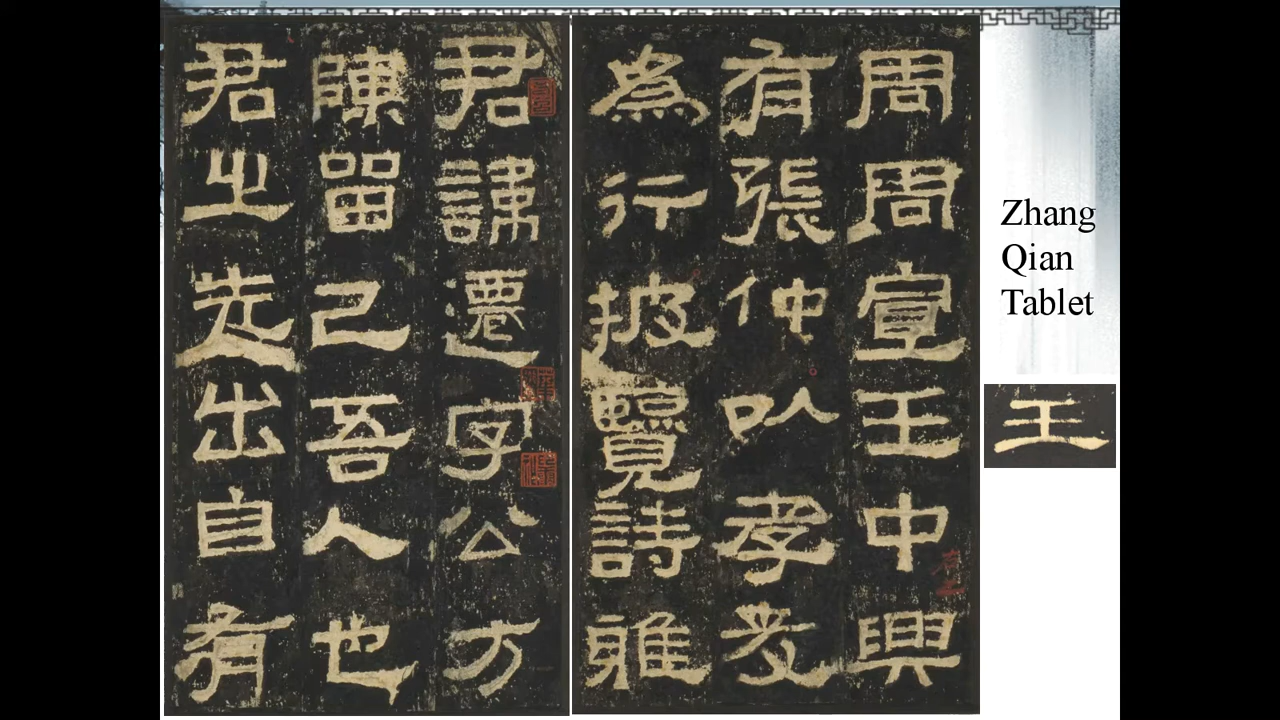 君諱遷字公方
陳留己吾人也
君之先出自有
周周宣王中興
有張仲以孝友
為行披覽詩雅
Zhang
Qian
Tablet
王